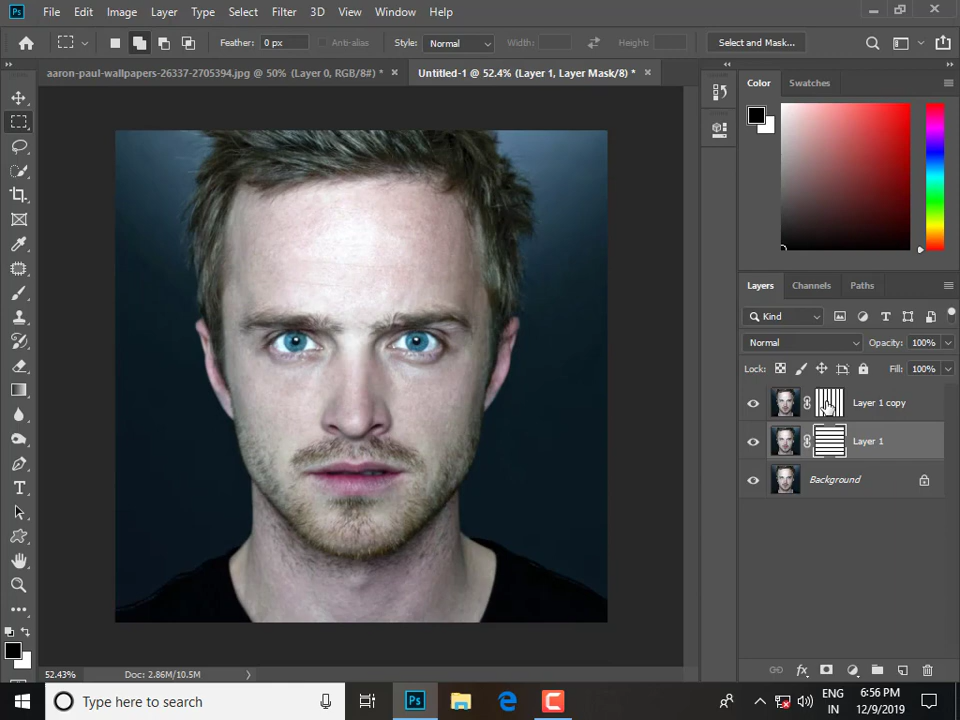 Ps File Edit Image Layer Type Select Filter 3D View Window Help
Feather: 0 px Anti-alias Style: Normal Width: Height: Select and Mask...
aaron-paul-wallpapers-26337-2705394.jpg @ 50% (Layer 0, RGB/8#) * Untitled-1 @ 52.4% (Layer 1, Layer Mask/8) *
Color Swatches
Layers Channels Paths
Kind
Normal Opacity: 100%
Lock: Fill: 100%
Layer 1 copy
Layer 1
Background
52.43% Doc: 2.86M/10.5M
Type here to search
Ps
ENG
IN
6:56 PM
12/9/2019